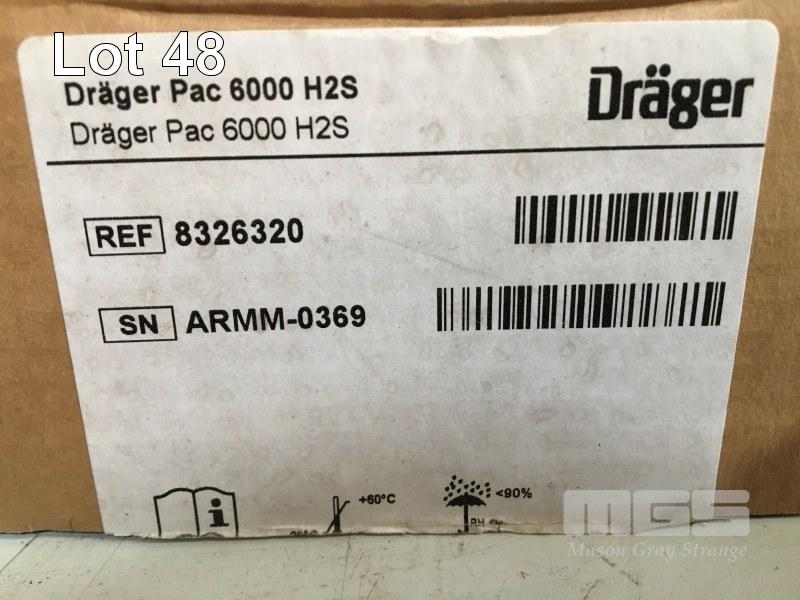 Lot 48
Dräger Pac 6000 H2S
Dräger Pac 6000 H2S
Dräger
REF 8326320
SN ARMM-0369
i
+60°C
<90%
MGS
Mason Gray Strange